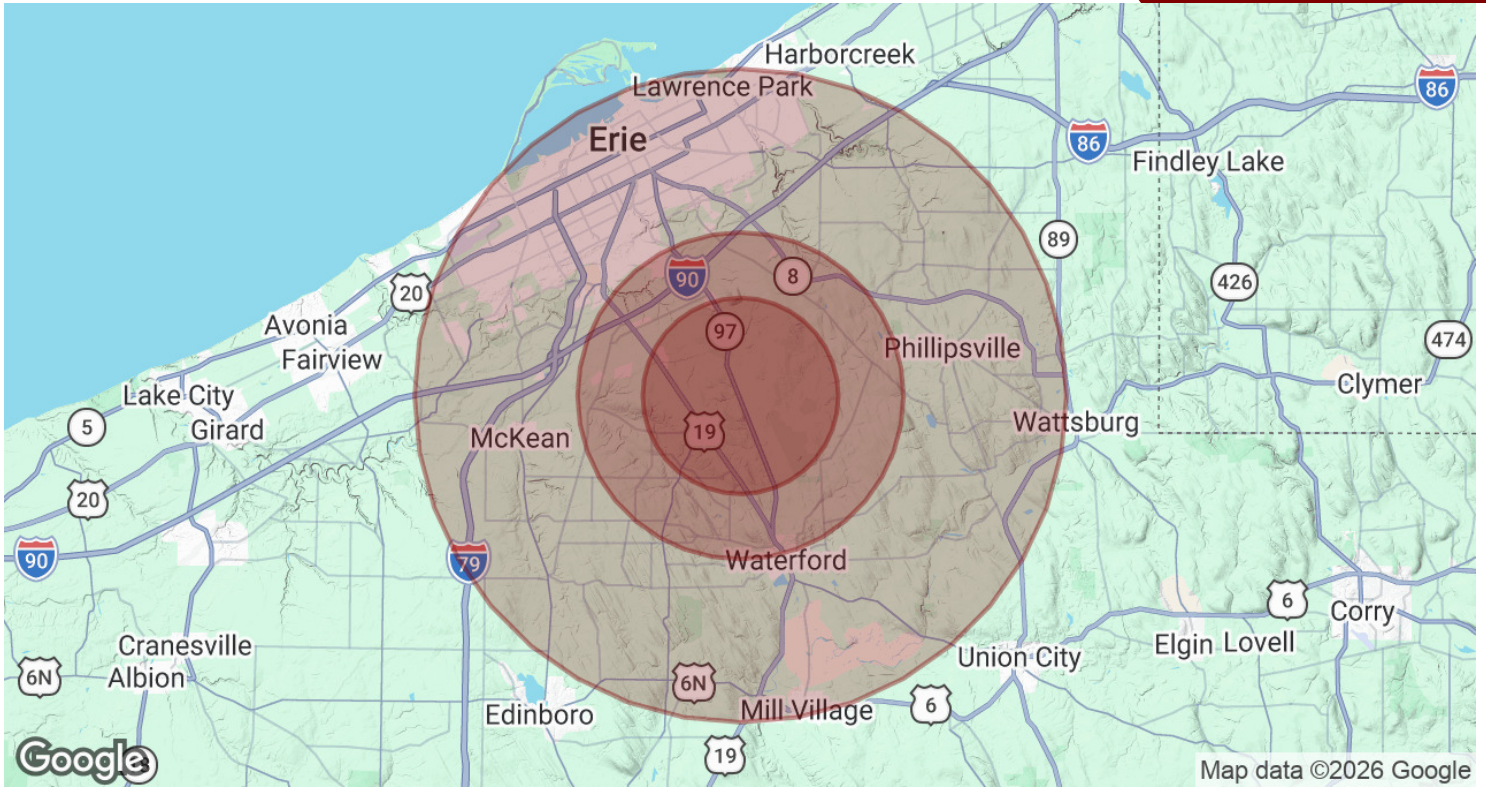 Harborcreek
Lawrence Park
86
Erie
86
Findley Lake
89
8
90
20
426
Avonia
97
474
Fairview
Phillipsville
Clymer
Lake City
5
Girard
19
McKean
Wattsburg
20
90
79
Waterford
6
Corry
Cranesville
Elgin
Lovell
Union City
6N
Albion
6N
Edinboro
Mill Village
6
19
Google
Map data ©2026 Google